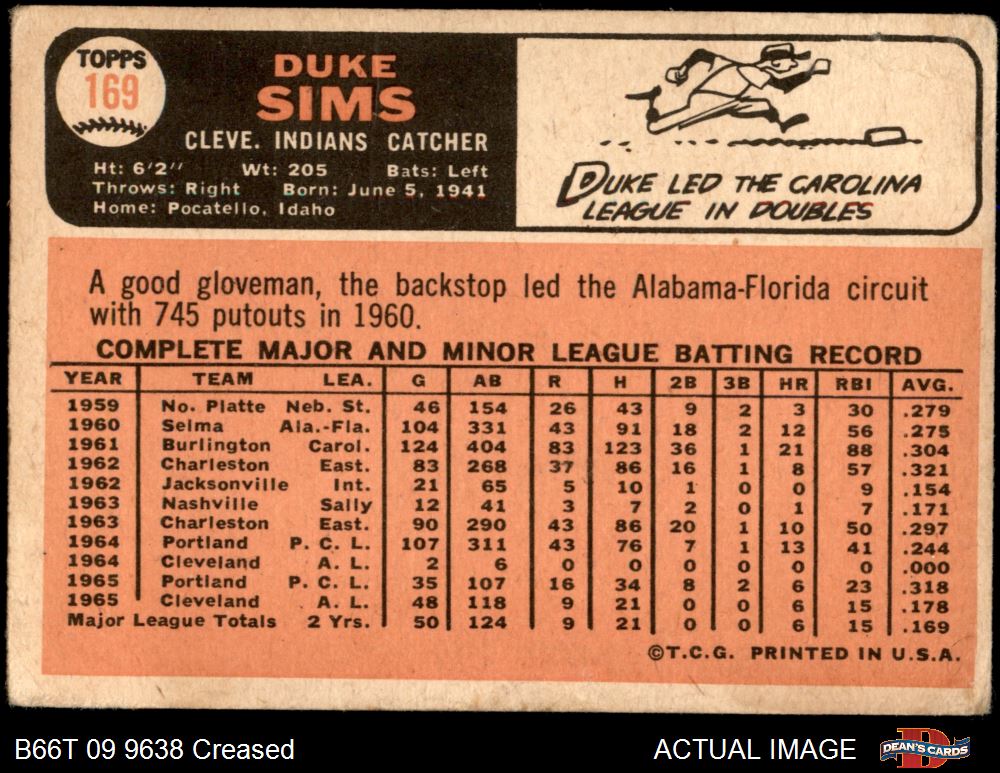 TOPPS
169
DUKE
SIMS
CLEVE. INDIANS CATCHER
Ht: 6'2" Wt: 205 Bats: Left
Throws: Right Born: June 5, 1941
Home: Pocatello, Idaho
DUKE LED THE CAROLINA
LEAGUE IN DOUBLES
A good gloveman, the backstop led the Alabama-Florida circuit
with 745 putouts in 1960.
COMPLETE MAJOR AND MINOR LEAGUE BATTING RECORD
YEAR TEAM LEA. G AB R H 2B 3B HR RBI AVG.
1959 No. Platte Neb. St. 46 154 26 43 9 2 3 30 .279
1960 Selma Ala.-Fla. 104 331 43 91 18 2 12 56 .275
1961 Burlington Carol. 124 404 83 123 36 1 21 88 .304
1962 Charleston East. 83 268 37 86 16 1 8 57 .321
1962 Jacksonville Int. 21 65 5 10 1 0 0 9 .154
1963 Nashville Sally 12 41 3 7 2 0 1 7 .171
1963 Charleston East. 90 290 43 86 20 1 10 50 .297
1964 Portland P. C. L. 107 311 43 76 7 1 13 41 .244
1964 Cleveland A. L. 2 6 0 0 0 0 0 0 .000
1965 Portland P. C. L. 35 107 16 34 8 2 6 23 .318
1965 Cleveland A. L. 48 118 9 21 0 0 6 15 .178
Major League Totals 2 Yrs. 50 124 9 21 0 0 6 15 .169
©T.C.G. PRINTED IN U.S.A.
B66T 09 9638 Creased ACTUAL IMAGE
DEAN'S CARDS